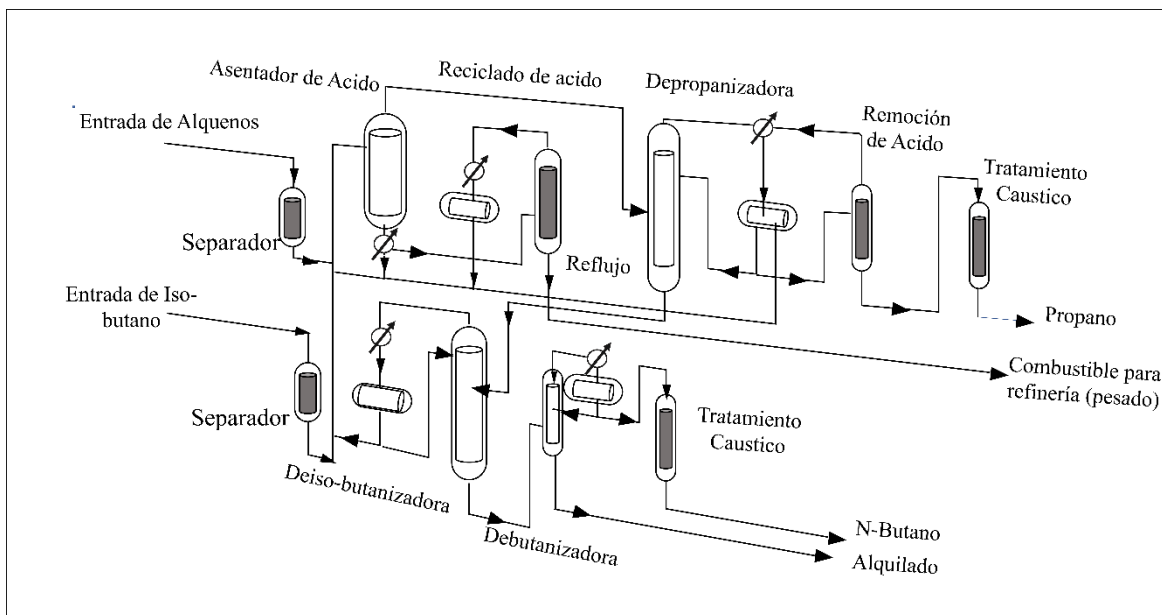 Asentador de Acido
Reciclado de acido
Depropanizadora
Entrada de Alquenos
Remoción
de Acido
Tratamiento
Caustico
Separador
Reflujo
Entrada de Iso-
butano
Propano
Combustible para
refinería (pesado)
Separador
Tratamiento
Caustico
Deiso-butanizadora
Debutanizadora
N-Butano
Alquilado